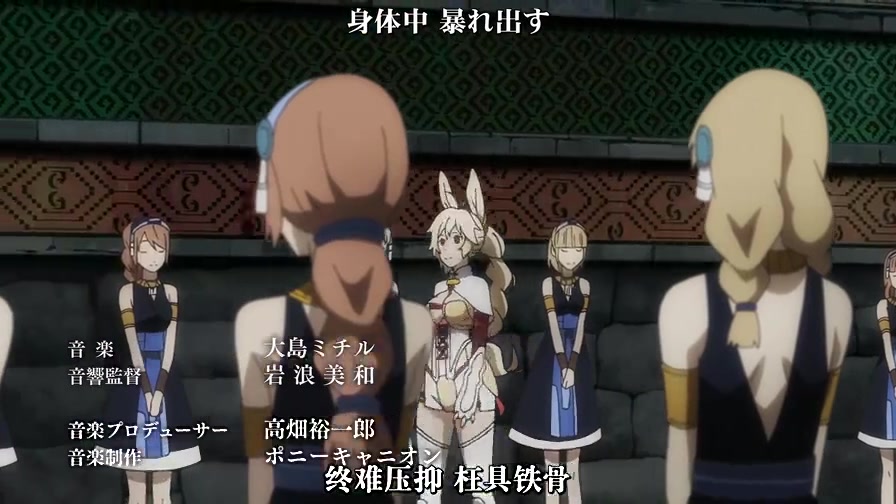 身体中 暴れ出す
音 楽 大島ミチル
音響監督 岩浪美和
音楽プロデューサー 高畑裕一郎
音楽制作 ポニーキャニオン
终难压抑 枉具铁骨